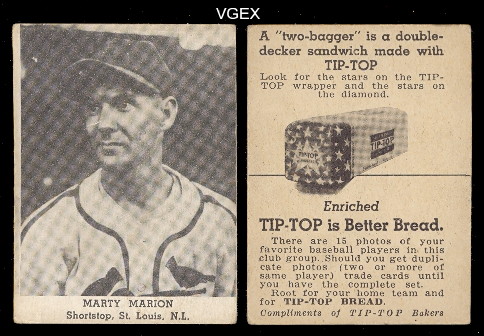 VGEX
MARTY MARION
Shortstop, St. Louis, N.L.
A "two-bagger" is a double-
decker sandwich made with
TIP-TOP
Look for the stars on the TIP-
TOP wrapper and the stars on
the diamond.
TIP-TOP
TIP-TOP
Enriched
TIP-TOP is Better Bread.
There are 15 photos of your
favorite baseball players in this
club group. Should you get dupli-
cate photos (two or more of
same player) trade cards until
you have the complete set.
Root for your home team and
for TIP-TOP BREAD.
Compliments of TIP-TOP Bakers